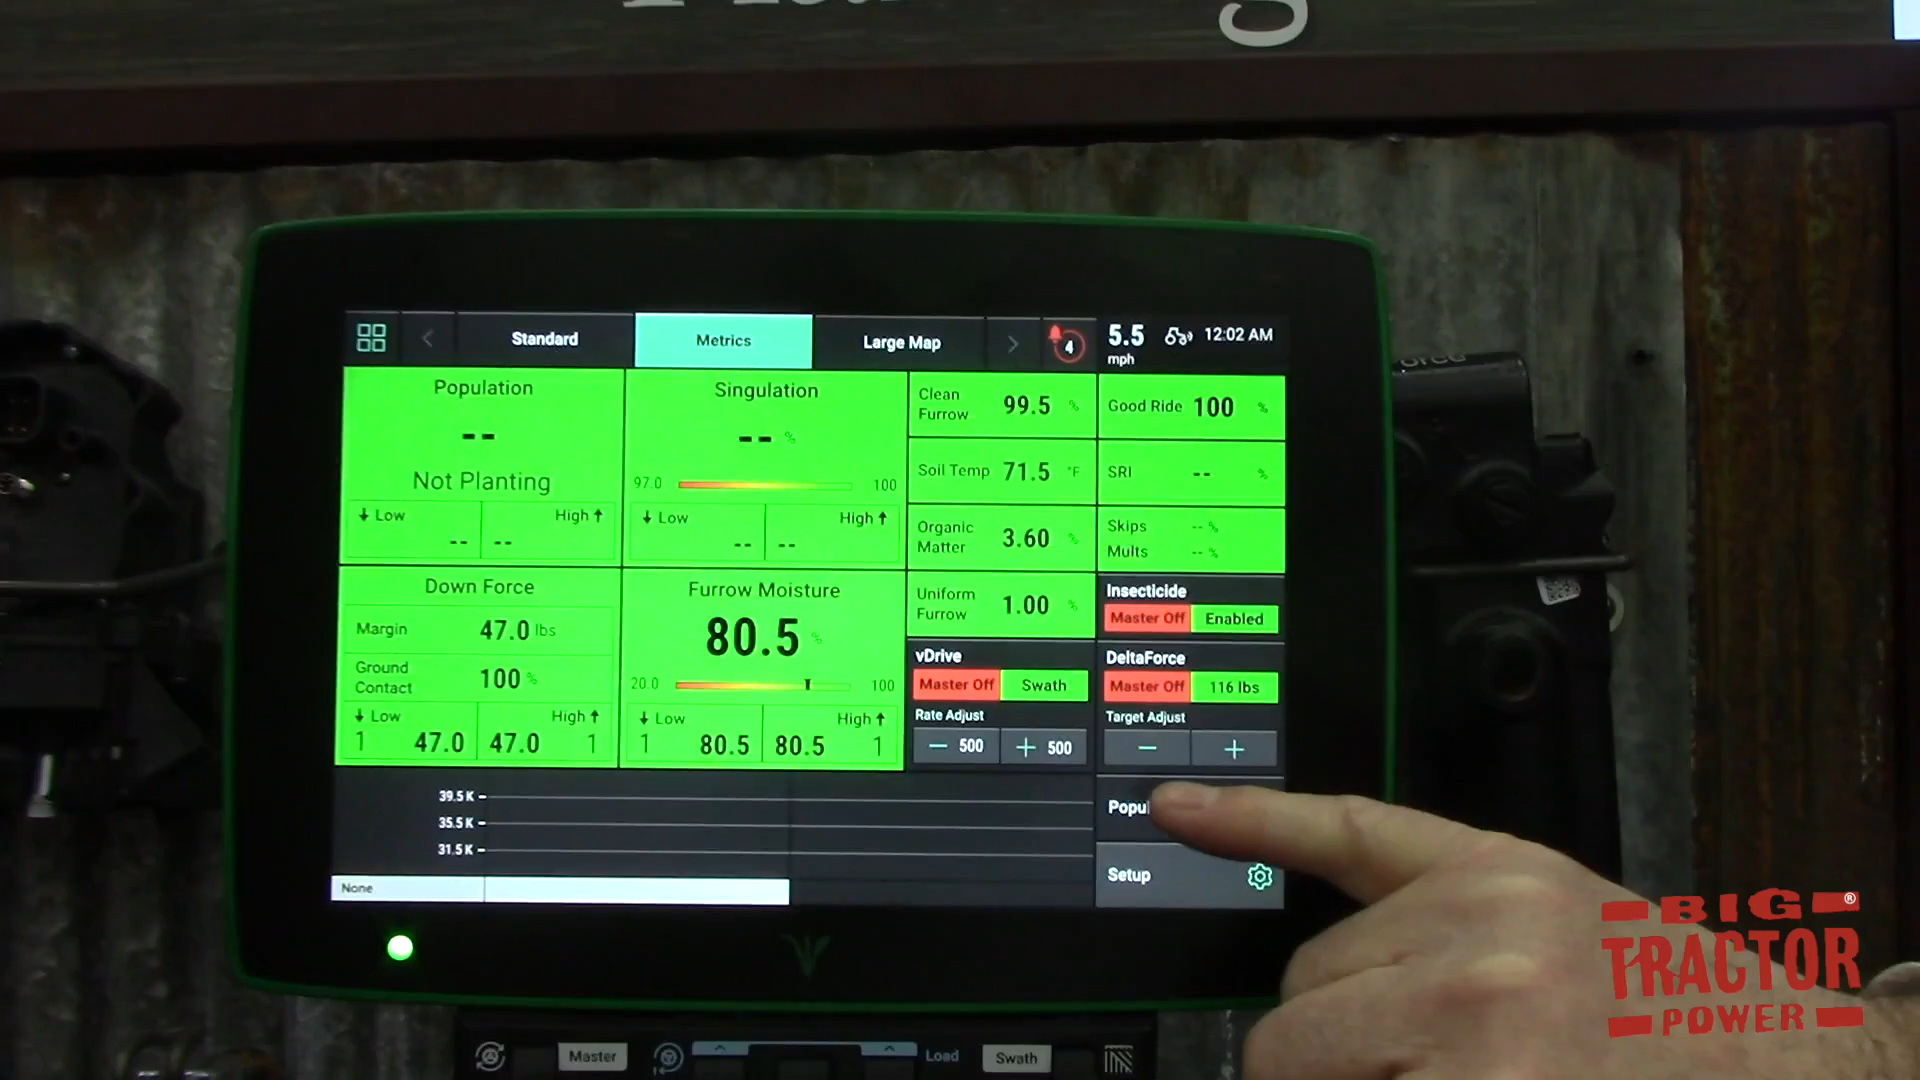 Standard
Metrics
Large Map
4
5.5
mph
12:02 AM
Population
--
Not Planting
Low
High
-- --
Singulation
-- %
97.0
100
Low
High
-- --
Clean
Furrow
99.5 %
Good Ride 100 %
Soil Temp 71.5 °F
SRI -- %
Organic
Matter
3.60 %
Skips -- %
Mults -- %
Down Force
Margin 47.0 lbs
Ground
Contact
100 %
Low
High
1 47.0 47.0 1
Furrow Moisture
80.5 %
20.0
100
Low
High
1 80.5 80.5 1
Uniform
Furrow
1.00 %
Insecticide
Master Off Enabled
vDrive
Master Off Swath
Rate Adjust
− 500 + 500
DeltaForce
Master Off 116 lbs
Target Adjust
− +
39.5 K
35.5 K
31.5 K
None
Popul
Setup
Master
Load
Swath
BIG®
TRACTOR
POWER